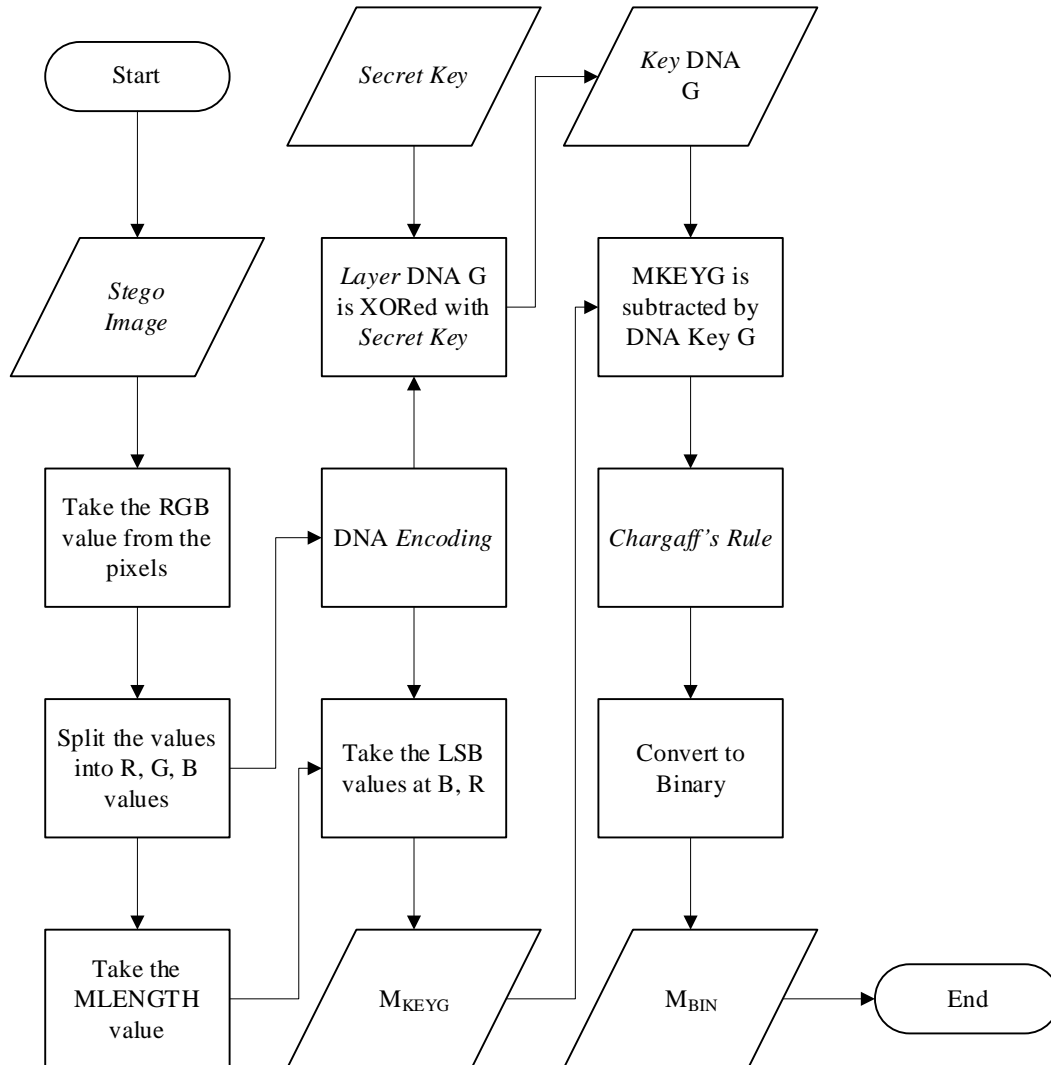 Start
Stego
Image
Take the RGB
value from the
pixels
Split the values
into R, G, B
values
Take the
MLENGTH
value
Secret Key
Layer DNA G
is XORed with
Secret Key
DNA Encoding
Take the LSB
values at B, R
M_KEYG
Key DNA
G
MKEYG is
subtracted by
DNA Key G
Chargaff’s Rule
Convert to
Binary
M_BIN
End